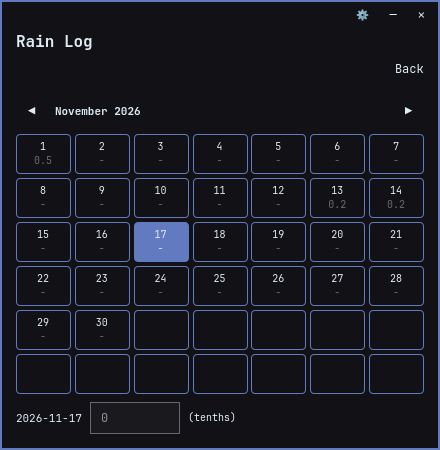 ⚙️ — ×
Rain Log
Back
◀ November 2026 ▶
1 2 3 4 5 6 7
0.5 - - - - - -
8 9 10 11 12 13 14
- - - - - 0.2 0.2
15 16 17 18 19 20 21
- - - - - - -
22 23 24 25 26 27 28
- - - - - - -
29 30
- -
2026-11-17 0 (tenths)